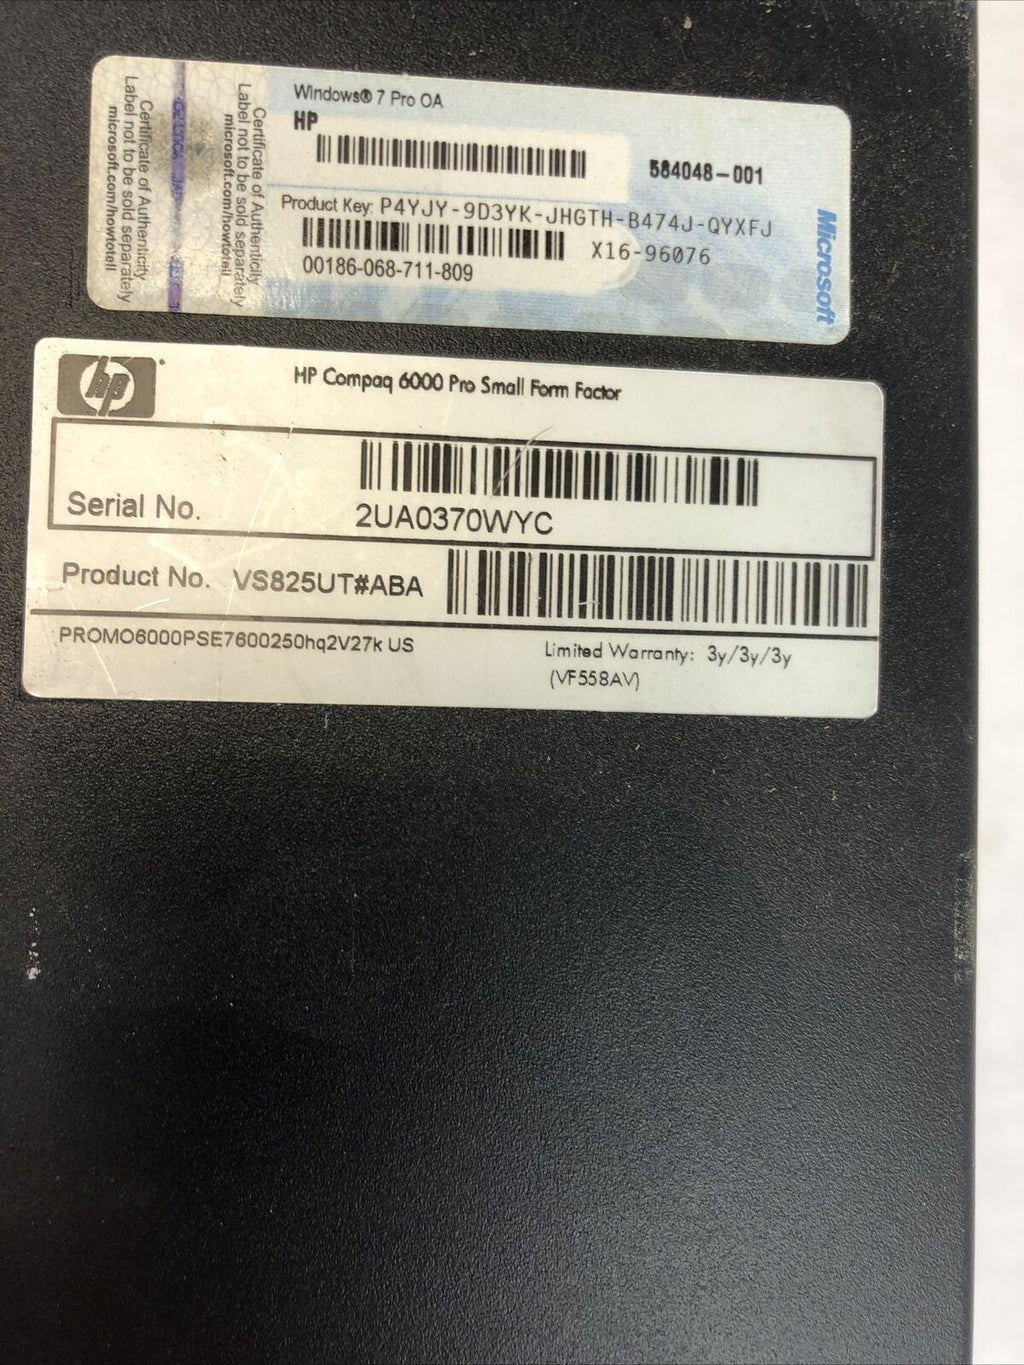 Certificate of Authenticity
Label not to be sold separately
microsoft.com/howtotell
Certificate of Authenticity
Label not to be sold separately
microsoft.com/howtotell
Windows® 7 Pro OA
HP
584048-001
Product Key: P4YJY-9D3YK-JHGTH-B474J-QYXFJ
X16-96076
00186-068-711-809
Microsoft
hp
HP Compaq 6000 Pro Small Form Factor
Serial No.
2UA0370WYC
Product No. VS825UT#ABA
PROMO6000PSE7600250hq2V27k US
Limited Warranty: 3y/3y/3y
(VF558AV)